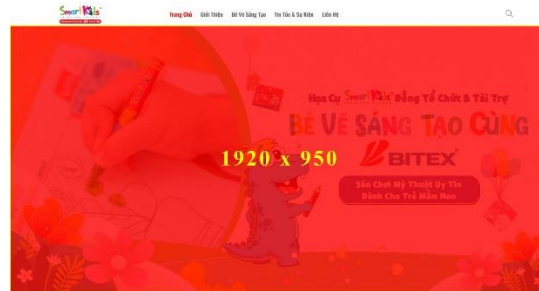 Smart Kids
Trang Chủ Giới Thiệu Bé Vẽ Sáng Tạo Tin Tức & Sự Kiện Liên Hệ
Họa Cụ Smart Kids Đồng Tổ Chức & Tài Trợ
BÉ VẼ SÁNG TẠO CÙNG
1920 x 950
BITEX
Sân Chơi Mỹ Thuật Uy Tín
Dành Cho Trẻ Mầm Non